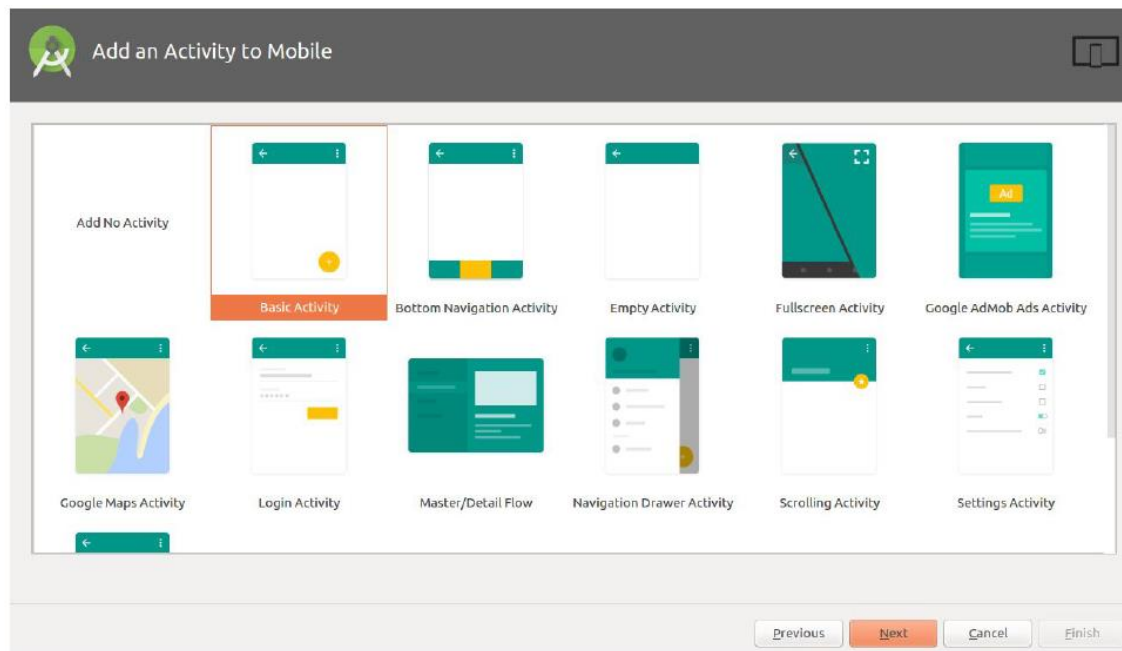 Add an Activity to Mobile
Ad
Add No Activity
Basic Activity
Bottom Navigation Activity
Empty Activity
Fullscreen Activity
Google AdMob Ads Activity
Google Maps Activity
Login Activity
Master/Detail Flow
Navigation Drawer Activity
Scrolling Activity
Settings Activity
Previous
Next
Cancel
Finish